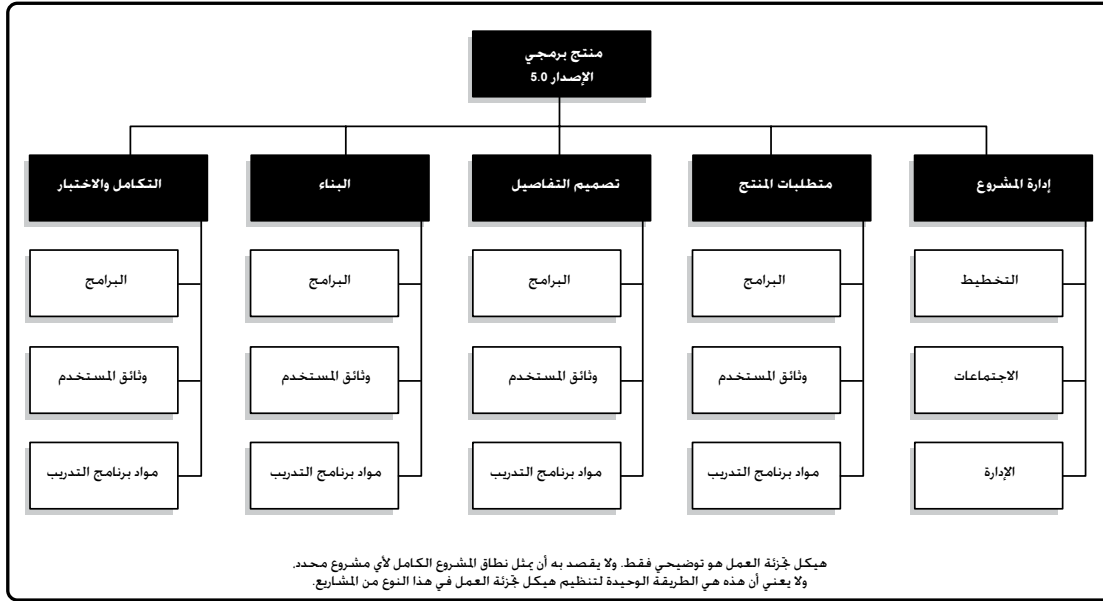 منتج برمجي
الإصدار 5.0
إدارة المشروع
متطلبات المنتج
تصميم التفاصيل
البناء
التكامل والاختبار
التخطيط
البرامج
البرامج
البرامج
البرامج
الاجتماعات
وثائق المستخدم
وثائق المستخدم
وثائق المستخدم
وثائق المستخدم
الإدارة
مواد برنامج التدريب
مواد برنامج التدريب
مواد برنامج التدريب
مواد برنامج التدريب
هيكل تجزئة العمل هو توضيحي فقط. ولا يقصد به أن يمثل نطاق المشروع الكامل لأي مشروع محدد.
ولا يعني أن هذه هي الطريقة الوحيدة لتنظيم هيكل تجزئة العمل في هذا النوع من المشاريع.